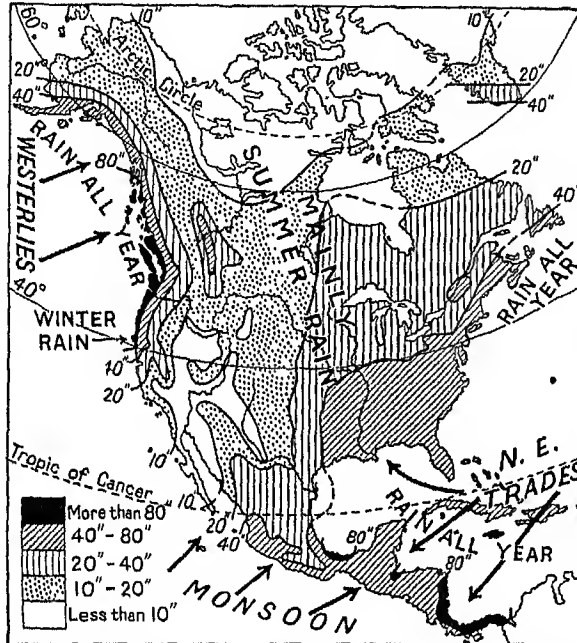 60°
10"
10"
20"
40"
Arctic Circle
20"
40"
RAIN ALL YEAR
80"
WESTERLIES
SUMMER
MAINLY
RAIN
20"
40"
40°
RAIN ALL YEAR
WINTER RAIN
10"
20"
10"
10"
Tropic of Cancer
20"
40"
80"
N. E. TRADES
RAIN ALL YEAR
80"
MONSOON
More than 80"
40" - 80"
20" - 40"
10" - 20"
Less than 10"